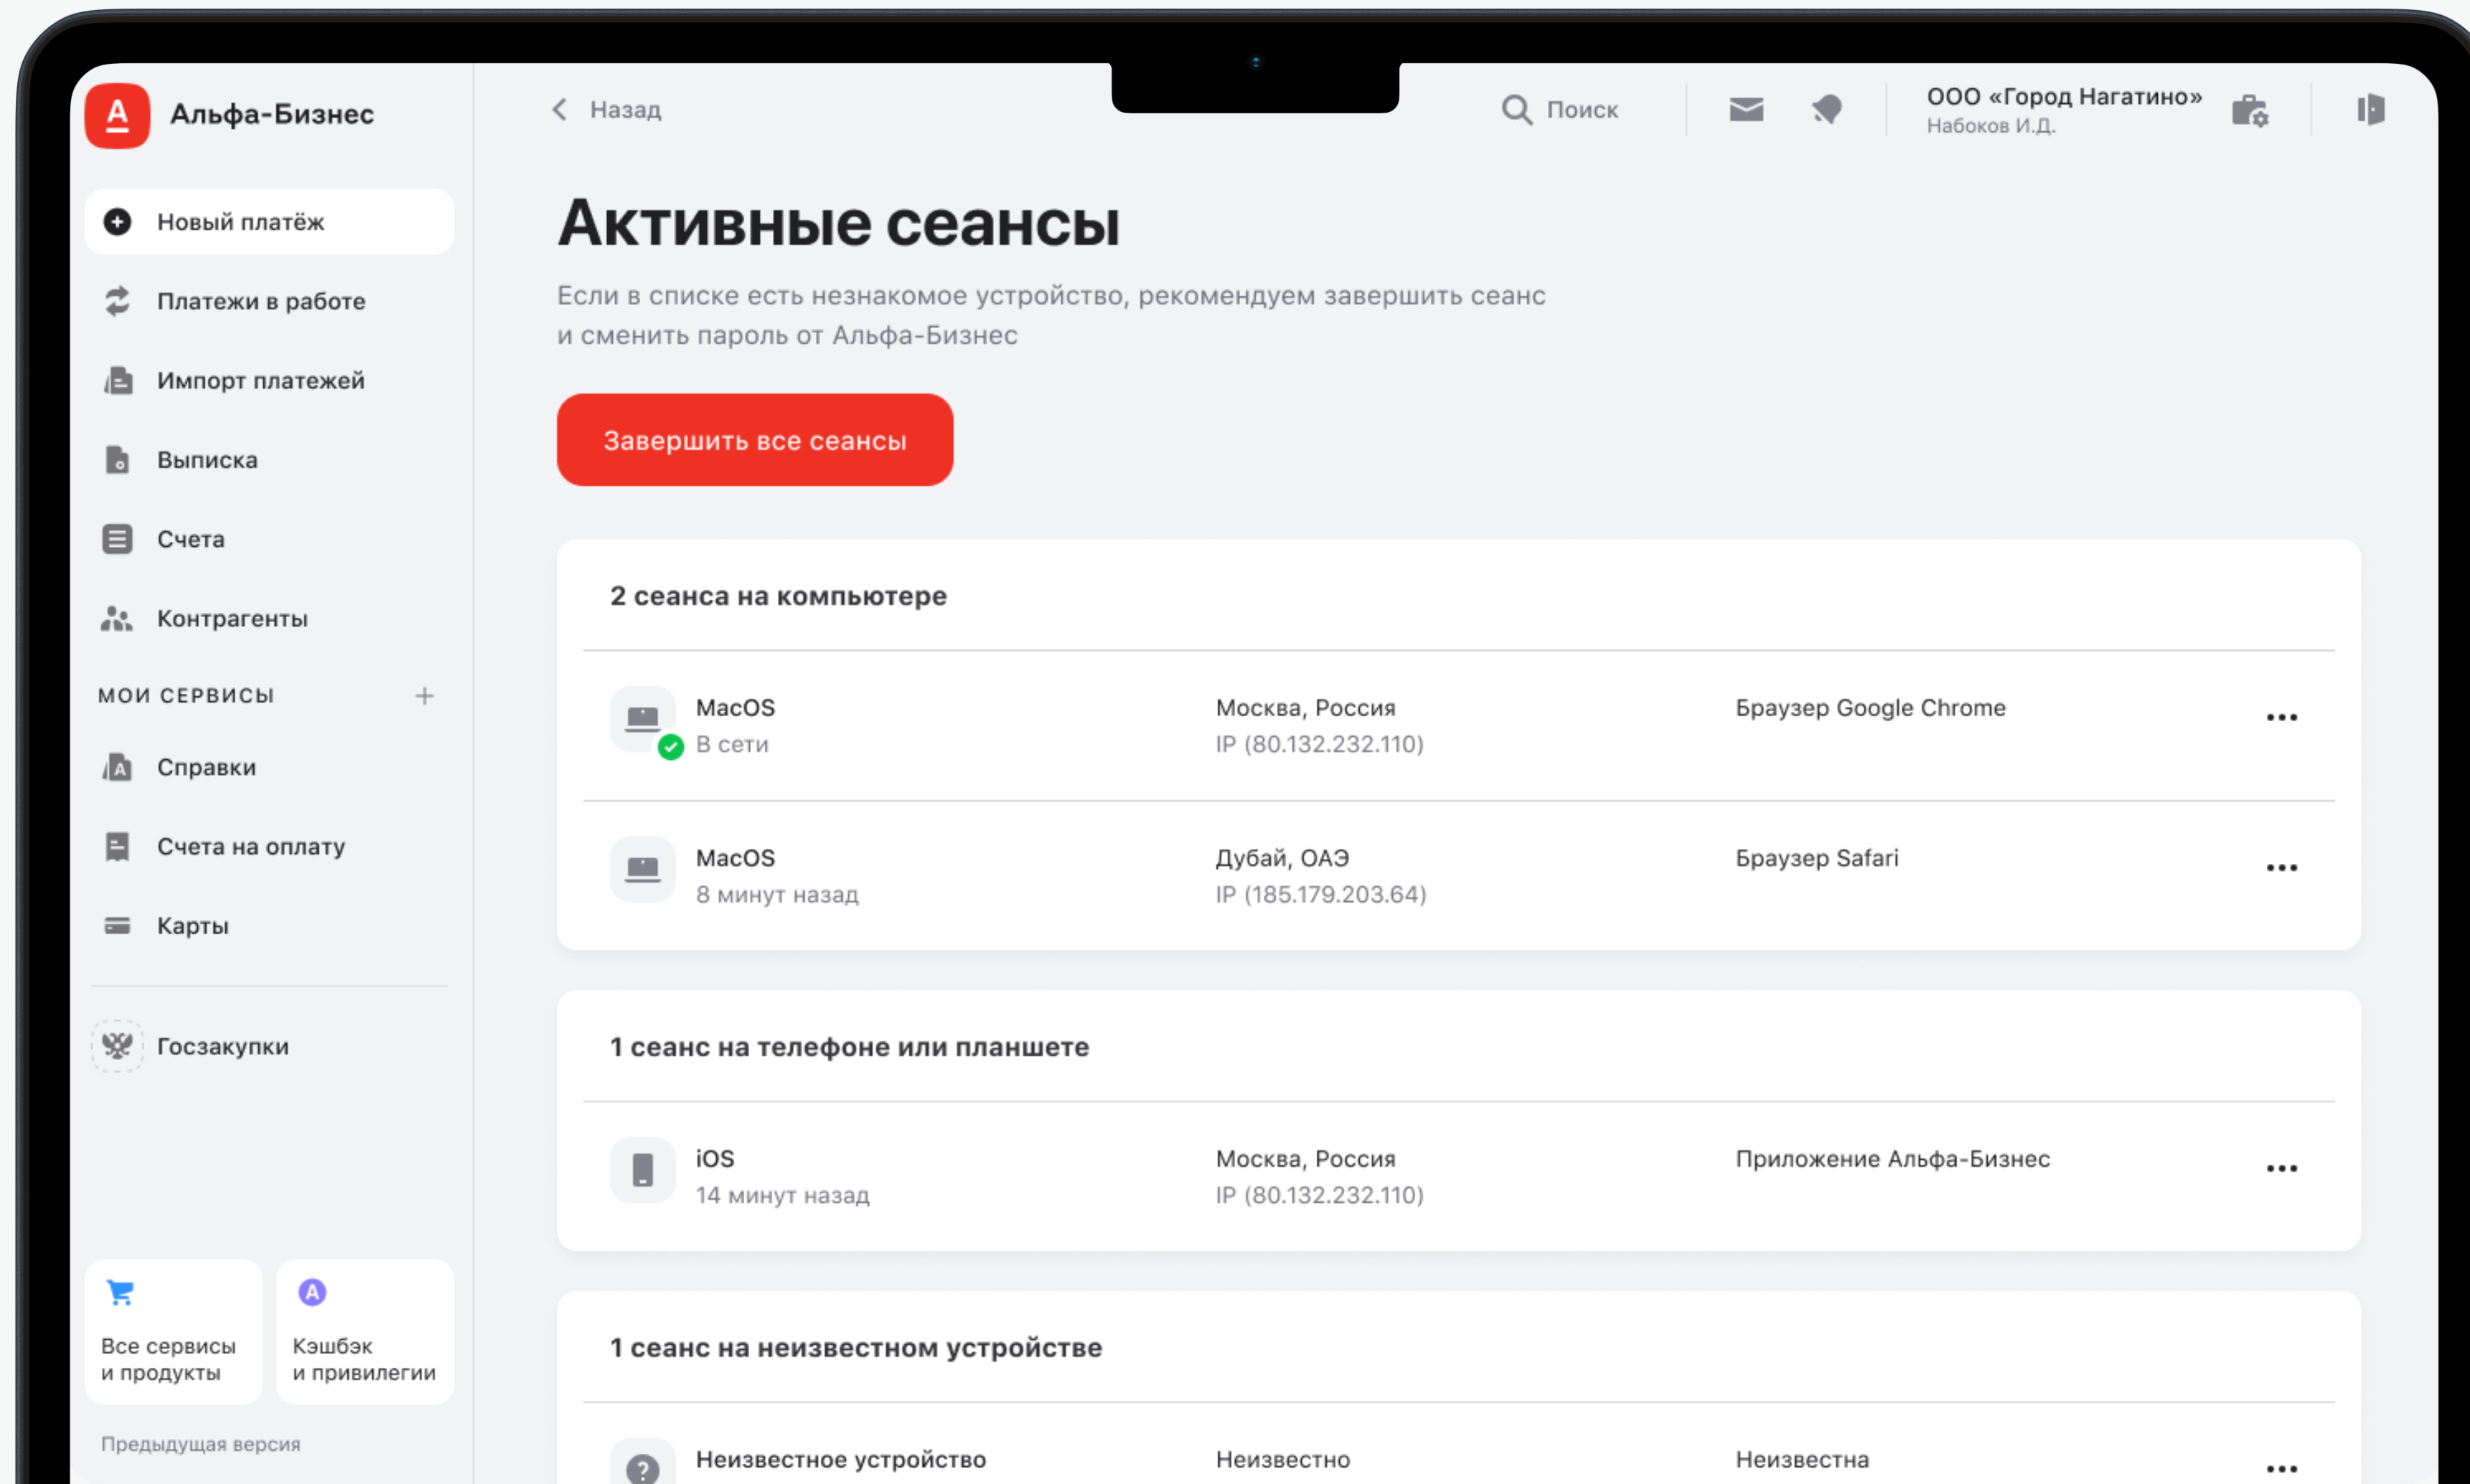 Альфа-Бизнес
Новый платёж
Платежи в работе
Импорт платежей
Выписка
Счета
Контрагенты
МОИ СЕРВИСЫ
Справки
Счета на оплату
Карты
Госзакупки
Все сервисы
и продукты
Кэшбэк
и привилегии
Предыдущая версия
Назад
Поиск
ООО «Город Нагатино»
Набоков И.Д.
Активные сеансы
Если в списке есть незнакомое устройство, рекомендуем завершить сеанс
и сменить пароль от Альфа-Бизнес
Завершить все сеансы
2 сеанса на компьютере
MacOS
В сети
Москва, Россия
IP (80.132.232.110)
Браузер Google Chrome
MacOS
8 минут назад
Дубай, ОАЭ
IP (185.179.203.64)
Браузер Safari
1 сеанс на телефоне или планшете
iOS
14 минут назад
Москва, Россия
IP (80.132.232.110)
Приложение Альфа-Бизнес
1 сеанс на неизвестном устройстве
Неизвестное устройство
Неизвестно
Неизвестна